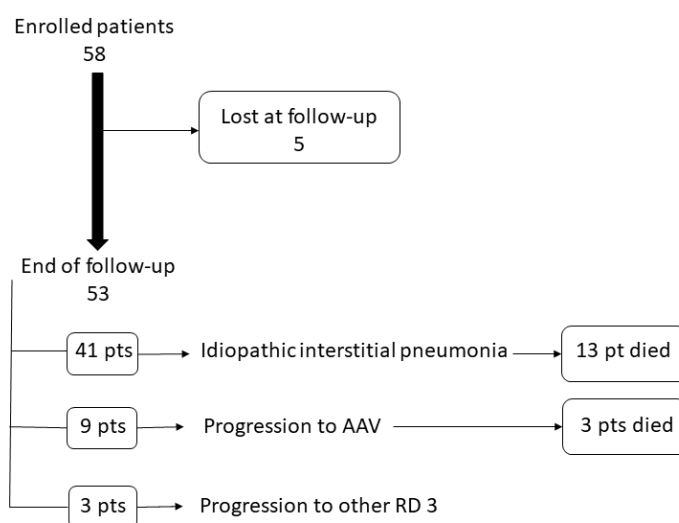 Enrolled patients
58
Lost at follow-up
5
End of follow-up
53
41 pts
Idiopathic interstitial pneumonia
13 pt died
9 pts
Progression to AAV
3 pts died
3 pts
Progression to other RD 3